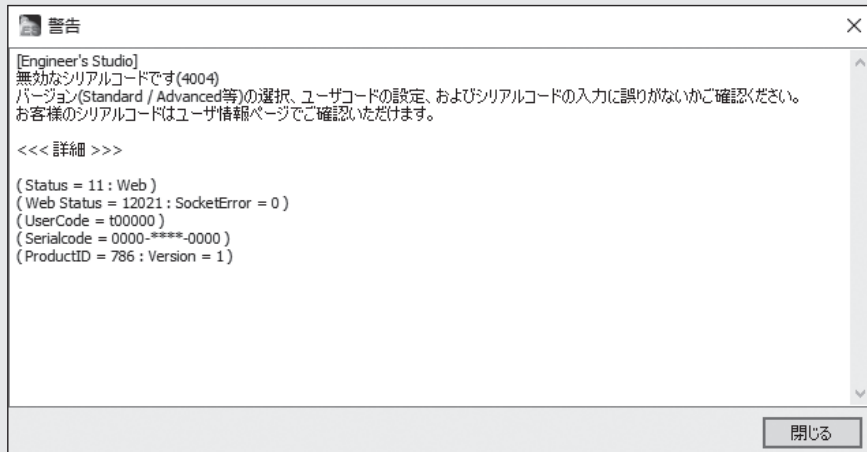 警告
[Engineer's Studio]
無効なシリアルコードです(4004)
バージョン(Standard / Advanced等)の選択、ユーザコードの設定、およびシリアルコードの入力に誤りがないかご確認ください。
お客様のシリアルコードはユーザ情報ページでご確認いただけます。
<<< 詳細 >>>
( Status = 11 : Web )
( Web Status = 12021 : SocketError = 0 )
( UserCode = t00000 )
( Serialcode = 0000-****-0000 )
( ProductID = 786 : Version = 1 )
閉じる